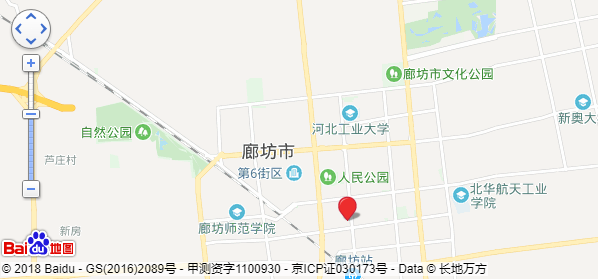 廊坊市文化公园
河北工业大学
新奥大
自然公园
廊坊市
芦庄村
第6街区
人民公园
北华航天工业
学院
廊坊师范学院
新房
廊坊站
Baidu地图
© 2018 Baidu - GS(2016)2089号 - 甲测资字1100930 - 京ICP证030173号 - Data © 长地万方